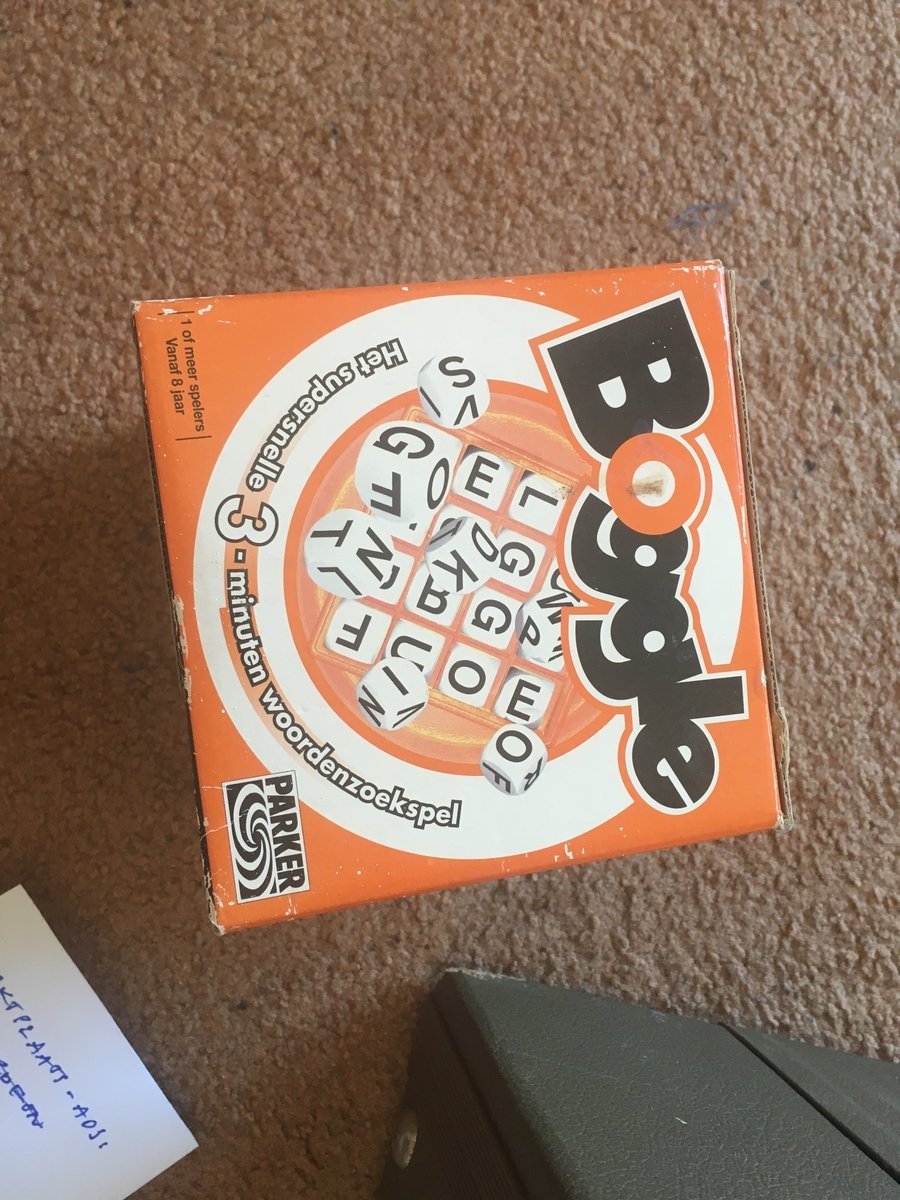 Boggle
Het supersnelle 3 - minuten woordenzoekspel
1 of meer spelers
Vanaf 8 jaar
PARKER
L G E
E K G O
G F O B U
N T F
S
I N
O